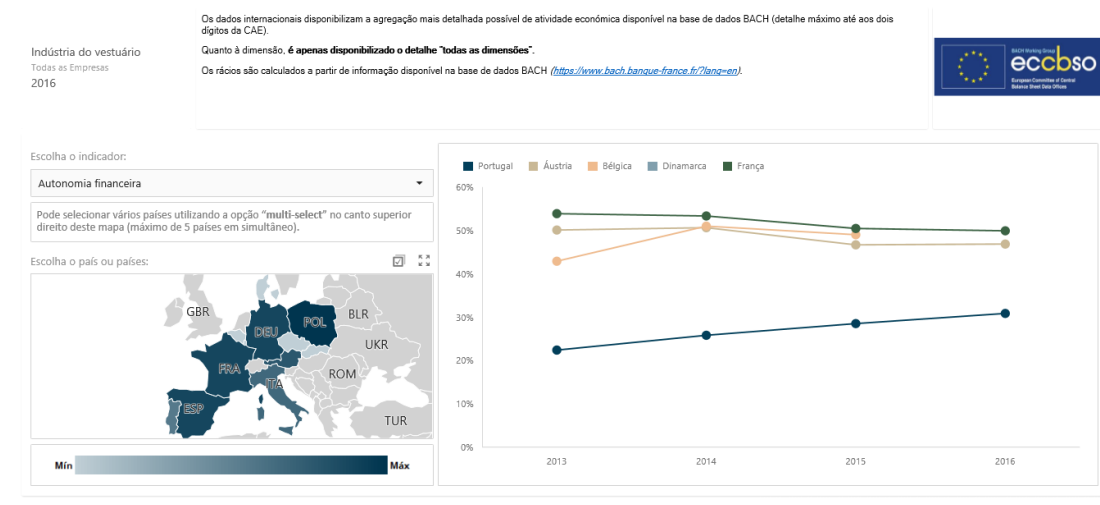 Indústria do vestuário
Todas as Empresas
2016
Os dados internacionais disponibilizam a agregação mais detalhada possível de atividade económica disponível na base de dados BACH (detalhe máximo até aos dois
dígitos da CAE).
Quanto à dimensão, é apenas disponibilizado o detalhe "todas as dimensões".
Os rácios são calculados a partir de informação disponível na base de dados BACH (https://www.bach.banque-france.fr/?lang=en).
BACH Working Group
eccbso
European Committee of Central
Balance Sheet Data Offices
Escolha o indicador:
Autonomia financeira
Pode selecionar vários países utilizando a opção "multi-select" no canto superior
direito deste mapa (máximo de 5 países em simultâneo).
Escolha o país ou países:
GBR
BLR
POL
DEU
UKR
FRA
ROM
ITA
ESP
TUR
Mín
Máx
Portugal
Áustria
Bélgica
Dinamarca
França
60%
50%
40%
30%
20%
10%
0%
2013
2014
2015
2016